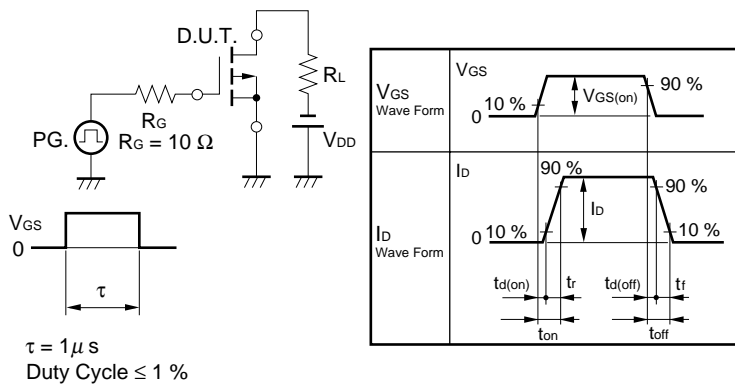 D.U.T.
RL
RG
PG.
RG = 10 Ω
VDD
VGS
0
τ
τ = 1μ s
Duty Cycle ≤ 1 %
VGS
Wave Form
VGS
10 %
0
VGS(on)
90 %
ID
Wave Form
ID
90 %
90 %
ID
0
10 %
10 %
td(on)
tr
td(off)
tf
ton
toff